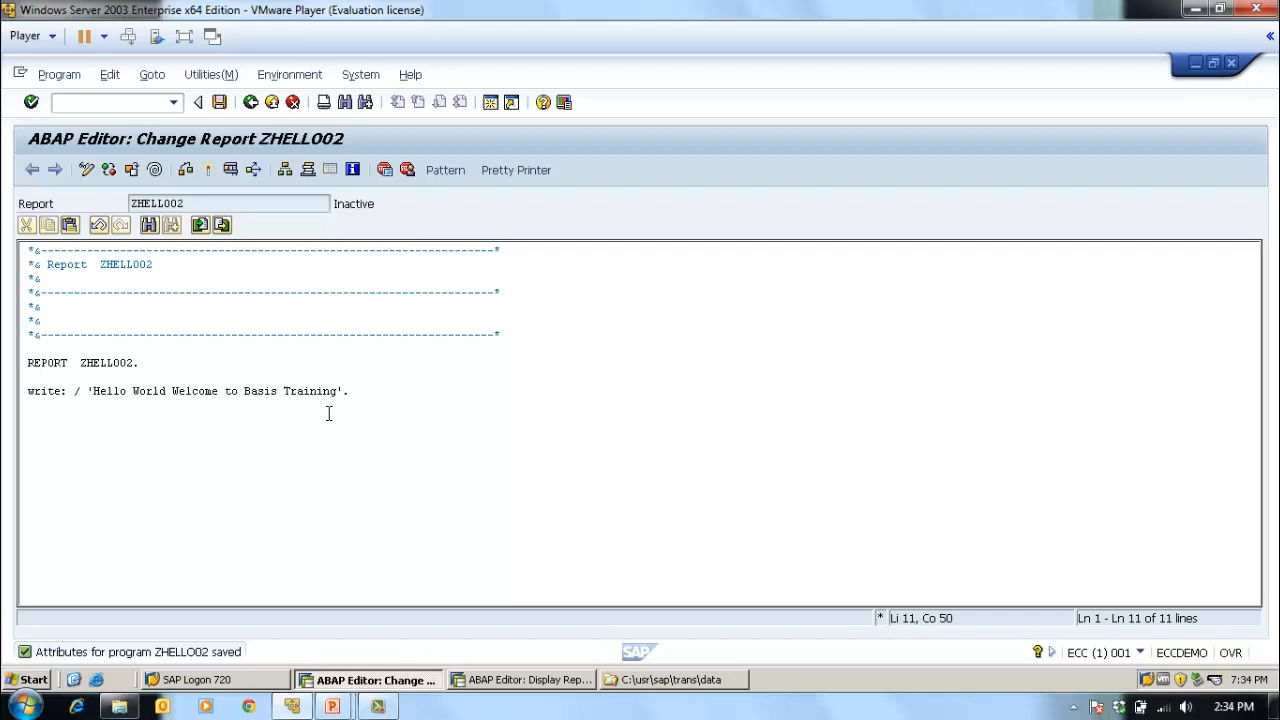 Windows Server 2003 Enterprise x64 Edition - VMware Player (Evaluation license)
Player
Program Edit Goto Utilities(M) Environment System Help
ABAP Editor: Change Report ZHELLO02
Pattern Pretty Printer
Report ZHELLO02 Inactive
*&---------------------------------------------------------------------*
*& Report ZHELLO02
*&
*&---------------------------------------------------------------------*
*&
*&
*&---------------------------------------------------------------------*
REPORT ZHELLO02.
write: / 'Hello World Welcome to Basis Training'.
* Li 11, Co 50 Ln 1 - Ln 11 of 11 lines
Attributes for program ZHELLO02 saved SAP ECC (1) 001 ECCDEMO OVR
Start SAP Logon 720 ABAP Editor: Change ... ABAP Editor: Display Rep... C:\usr\sap\trans\data 7:34 PM
2:34 PM